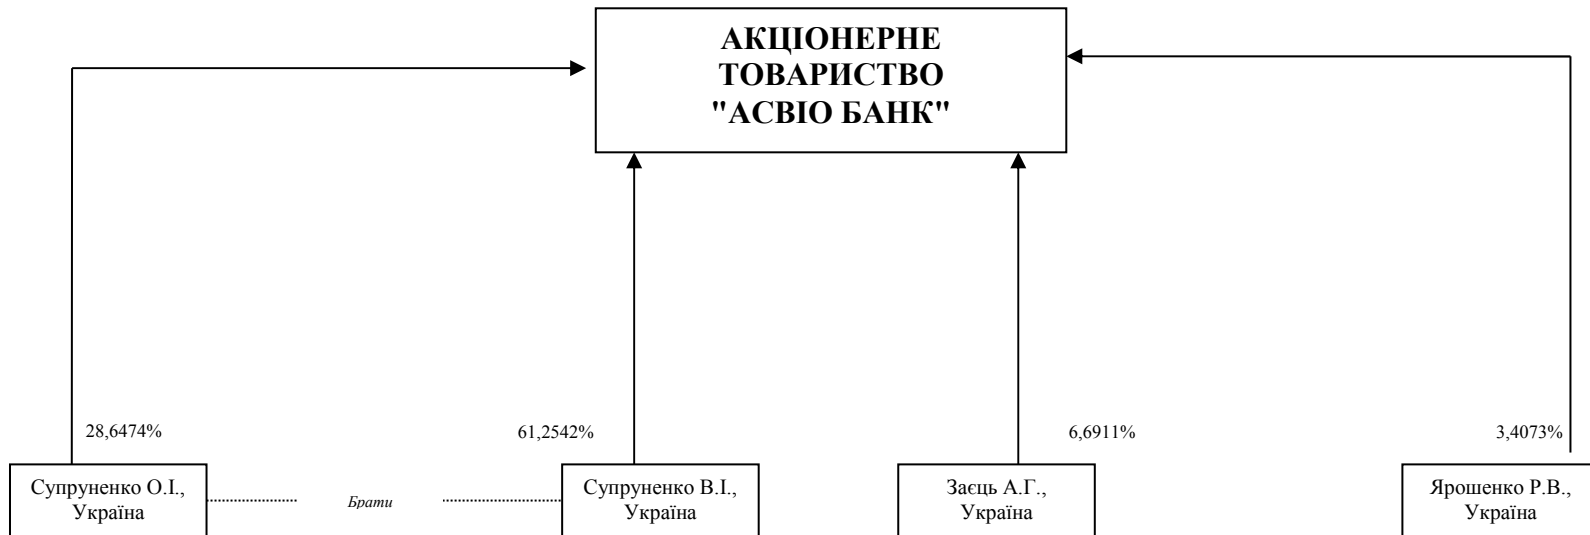 АКЦІОНЕРНЕ
ТОВАРИСТВО
"АСВІО БАНК"
28,6474%
61,2542%
6,6911%
3,4073%
Супруненко О.І.,
Україна
Брати
Супруненко В.І.,
Україна
Заєць А.Г.,
Україна
Ярошенко Р.В.,
Україна